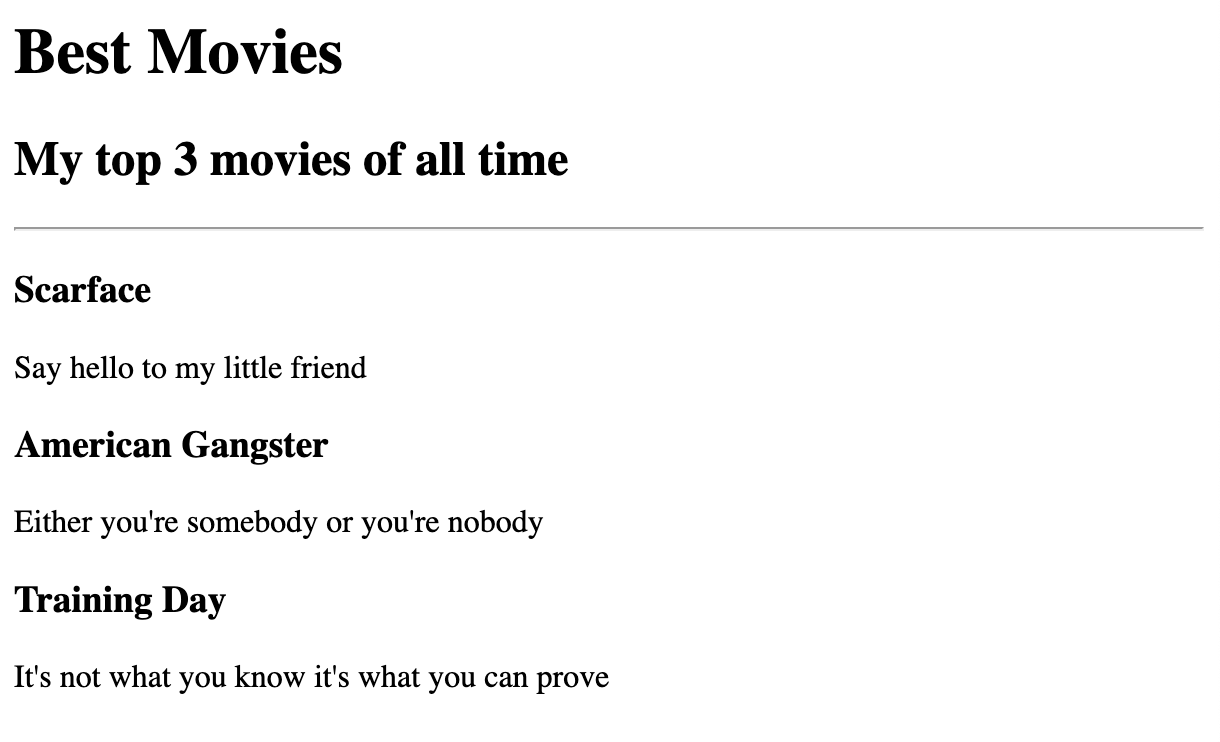 Best Movies
My top 3 movies of all time
Scarface
Say hello to my little friend
American Gangster
Either you're somebody or you're nobody
Training Day
It's not what you know it's what you can prove